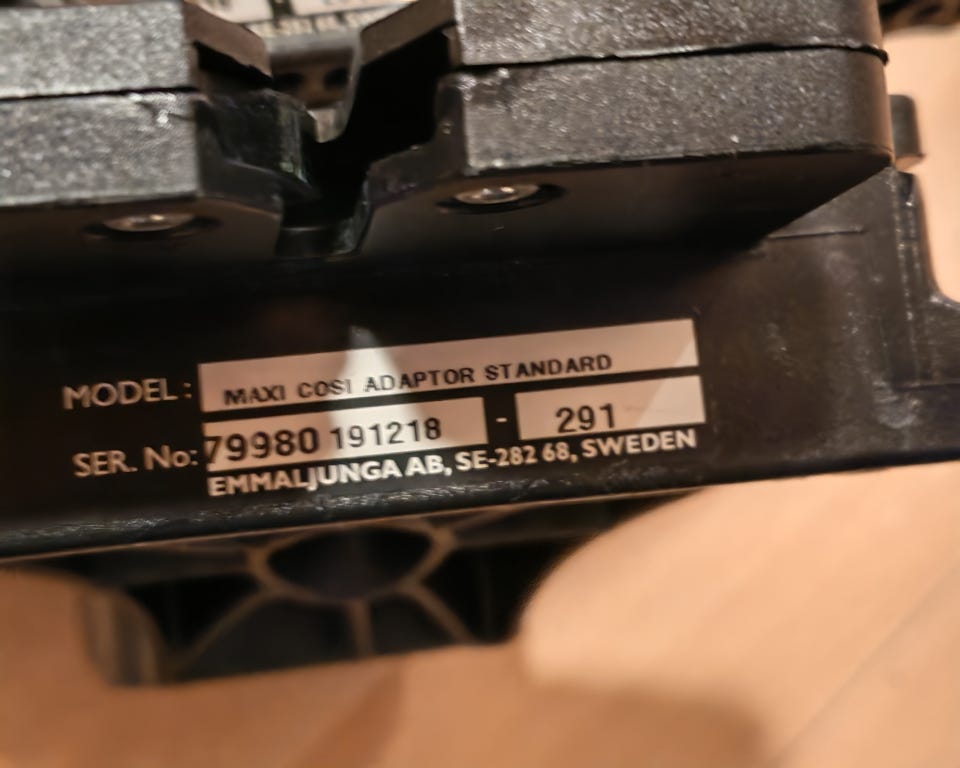 MODEL: MAXI COSI ADAPTOR STANDARD
SER. No: 79980 191218 - 291
EMMALJUNGA AB, SE-282 68, SWEDEN